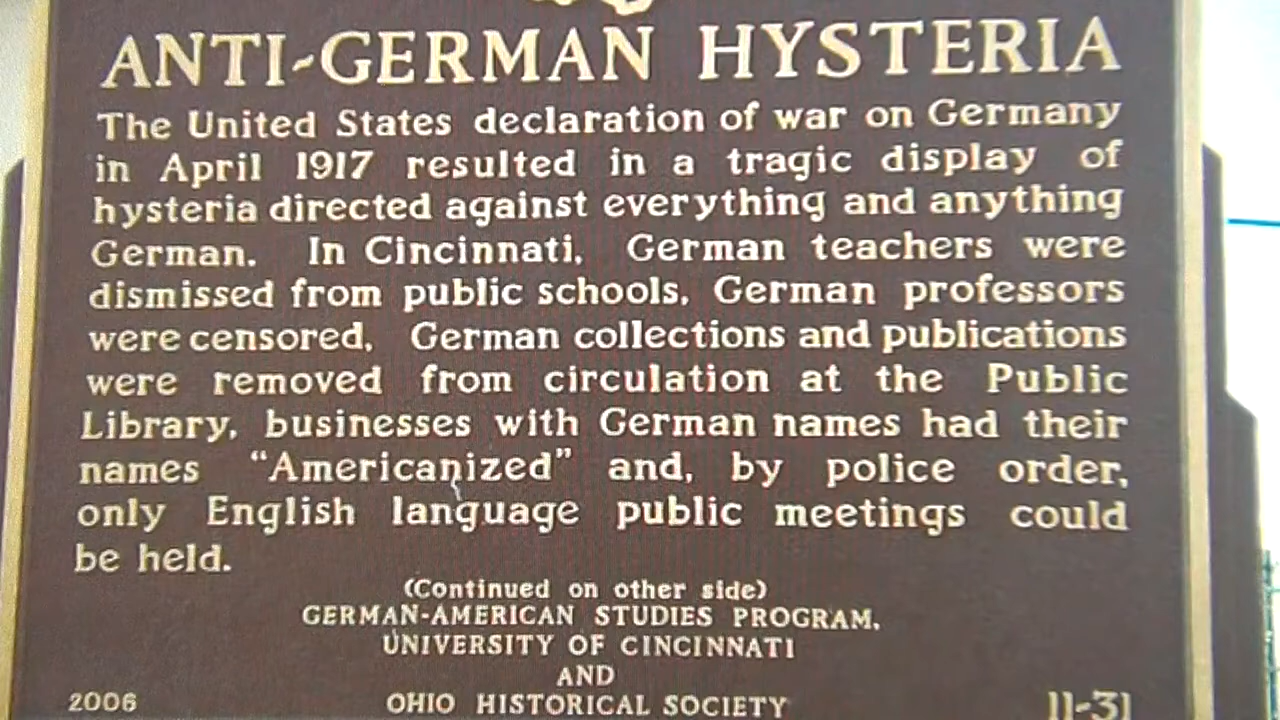 ANTI-GERMAN HYSTERIA
The United States declaration of war on Germany
in April 1917 resulted in a tragic display of
hysteria directed against everything and anything
German. In Cincinnati, German teachers were
dismissed from public schools, German professors
were censored, German collections and publications
were removed from circulation at the Public
Library, businesses with German names had their
names “Americanized” and, by police order,
only English language public meetings could
be held.
(Continued on other side)
GERMAN-AMERICAN STUDIES PROGRAM,
UNIVERSITY OF CINCINNATI
AND
2006 OHIO HISTORICAL SOCIETY 11-31